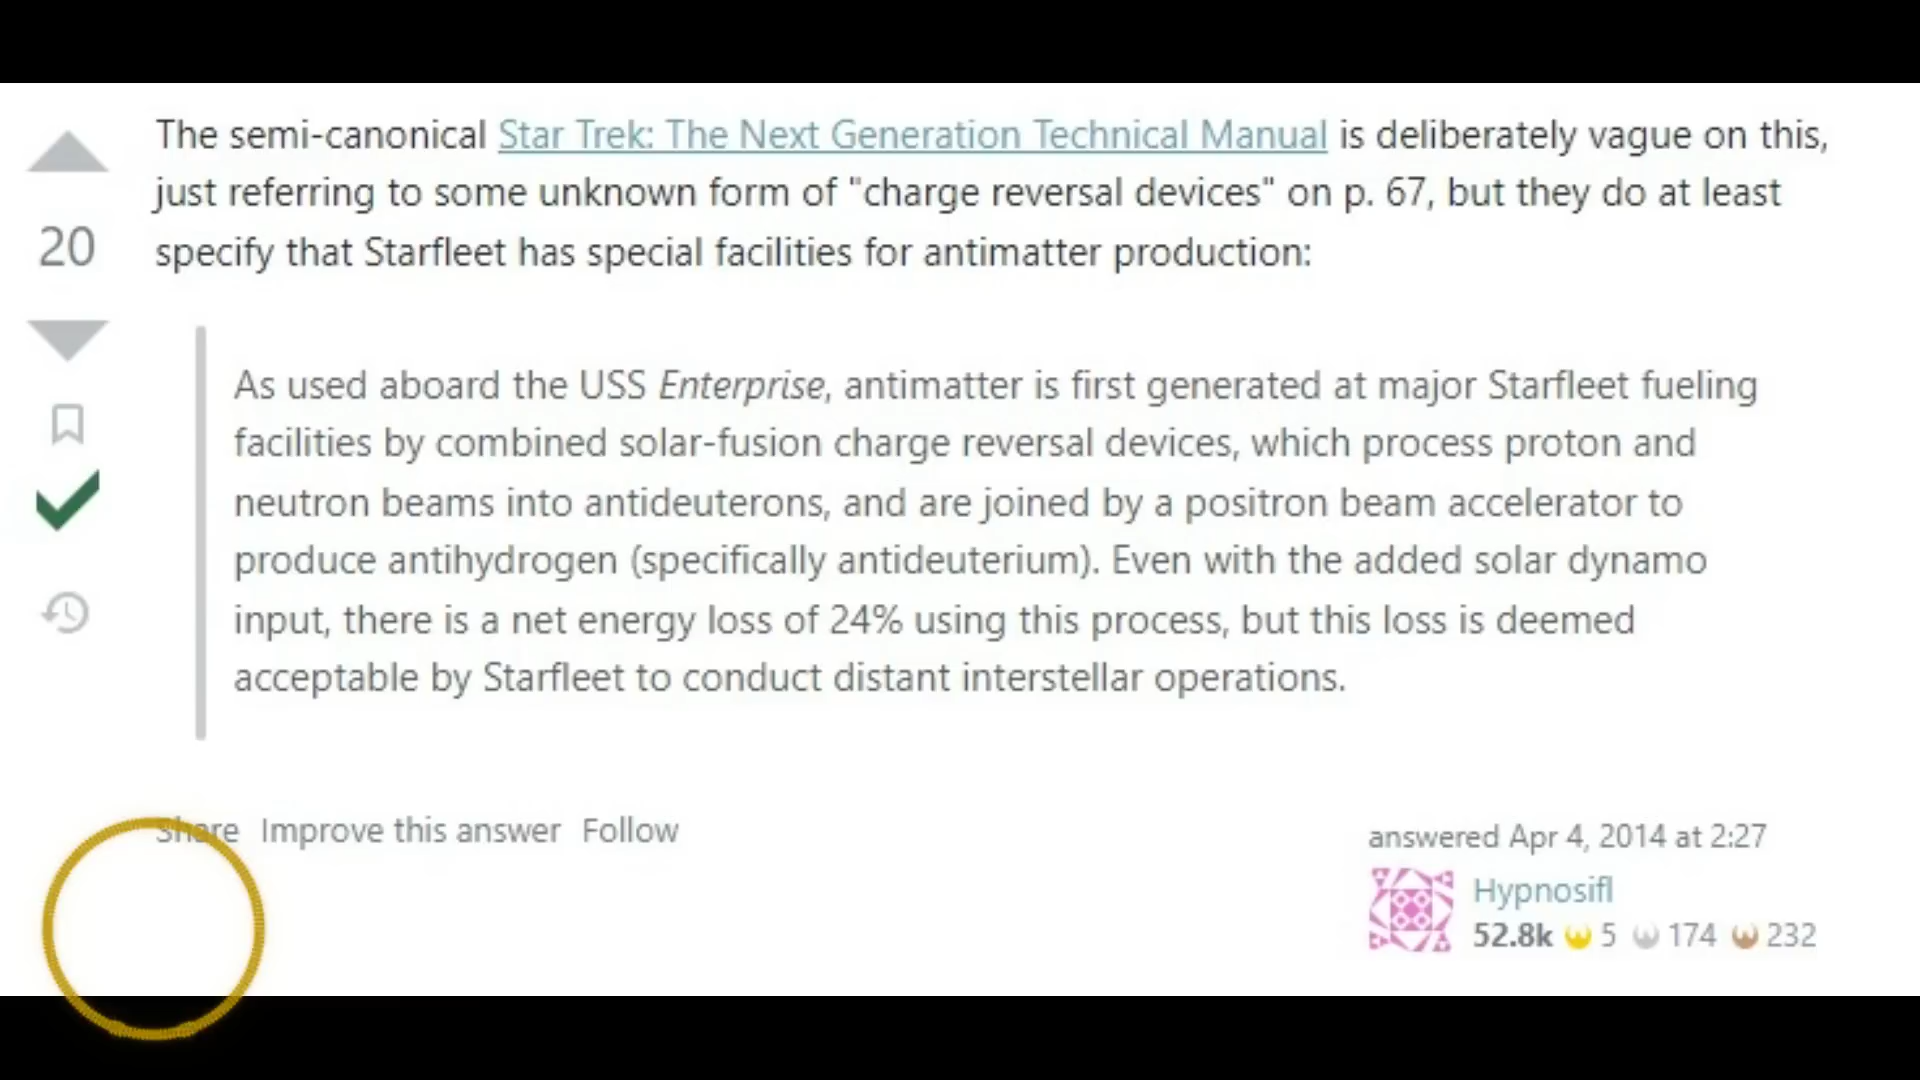 The semi-canonical Star Trek: The Next Generation Technical Manual is deliberately vague on this,
just referring to some unknown form of "charge reversal devices" on p. 67, but they do at least
specify that Starfleet has special facilities for antimatter production:
20
As used aboard the USS Enterprise, antimatter is first generated at major Starfleet fueling
facilities by combined solar-fusion charge reversal devices, which process proton and
neutron beams into antideuterons, and are joined by a positron beam accelerator to
produce antihydrogen (specifically antideuterium). Even with the added solar dynamo
input, there is a net energy loss of 24% using this process, but this loss is deemed
acceptable by Starfleet to conduct distant interstellar operations.
Share Improve this answer Follow
answered Apr 4, 2014 at 2:27
Hypnosifl
52.8k 5 174 232